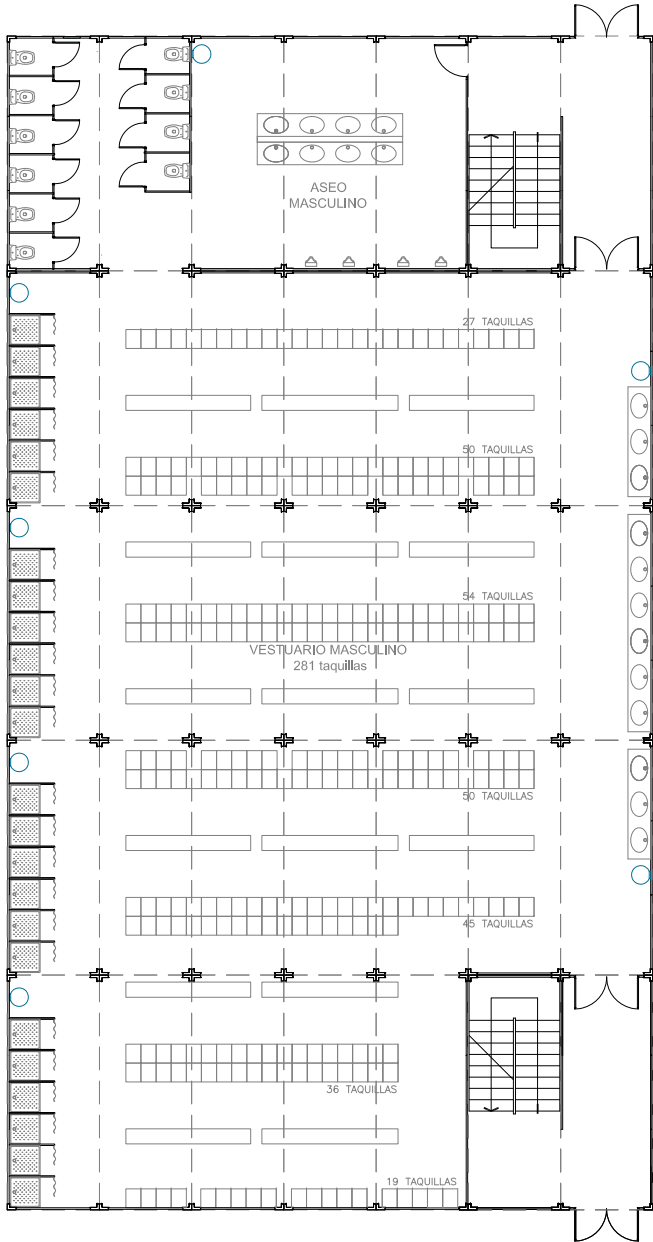 ASEO
MASCULINO
27 TAQUILLAS
50 TAQUILLAS
54 TAQUILLAS
VESTUARIO MASCULINO
281 taquillas
50 TAQUILLAS
45 TAQUILLAS
36 TAQUILLAS
19 TAQUILLAS